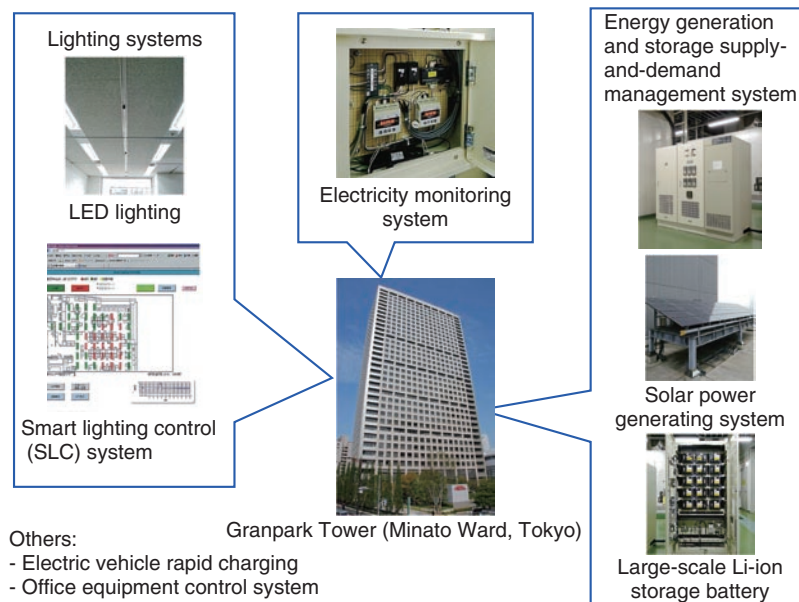 Lighting systems
LED lighting
Smart lighting control
(SLC) system
Electricity monitoring
system
Granpark Tower (Minato Ward, Tokyo)
Energy generation
and storage supply-
and-demand
management system
Solar power
generating system
Large-scale Li-ion
storage battery
Others:
- Electric vehicle rapid charging
- Office equipment control system